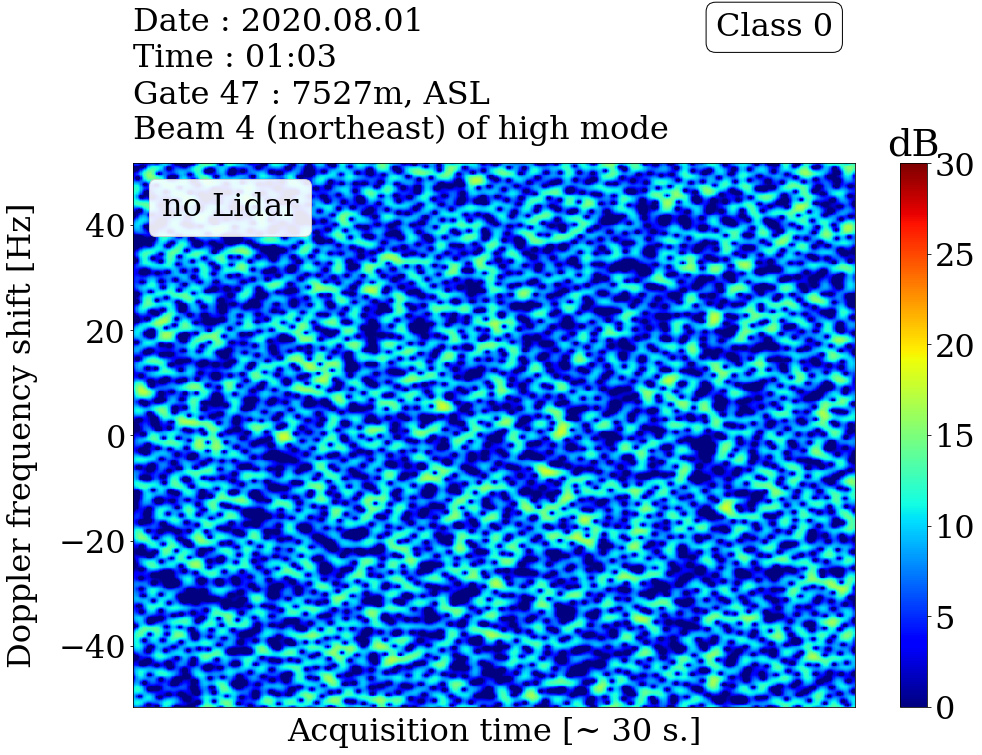 Date : 2020.08.01
Time : 01:03
Gate 47 : 7527m, ASL
Beam 4 (northeast) of high mode
Class 0
dB
no Lidar
Doppler frequency shift [Hz]
40
20
0
−20
−40
30
25
20
15
10
5
0
Acquisition time [~ 30 s.]